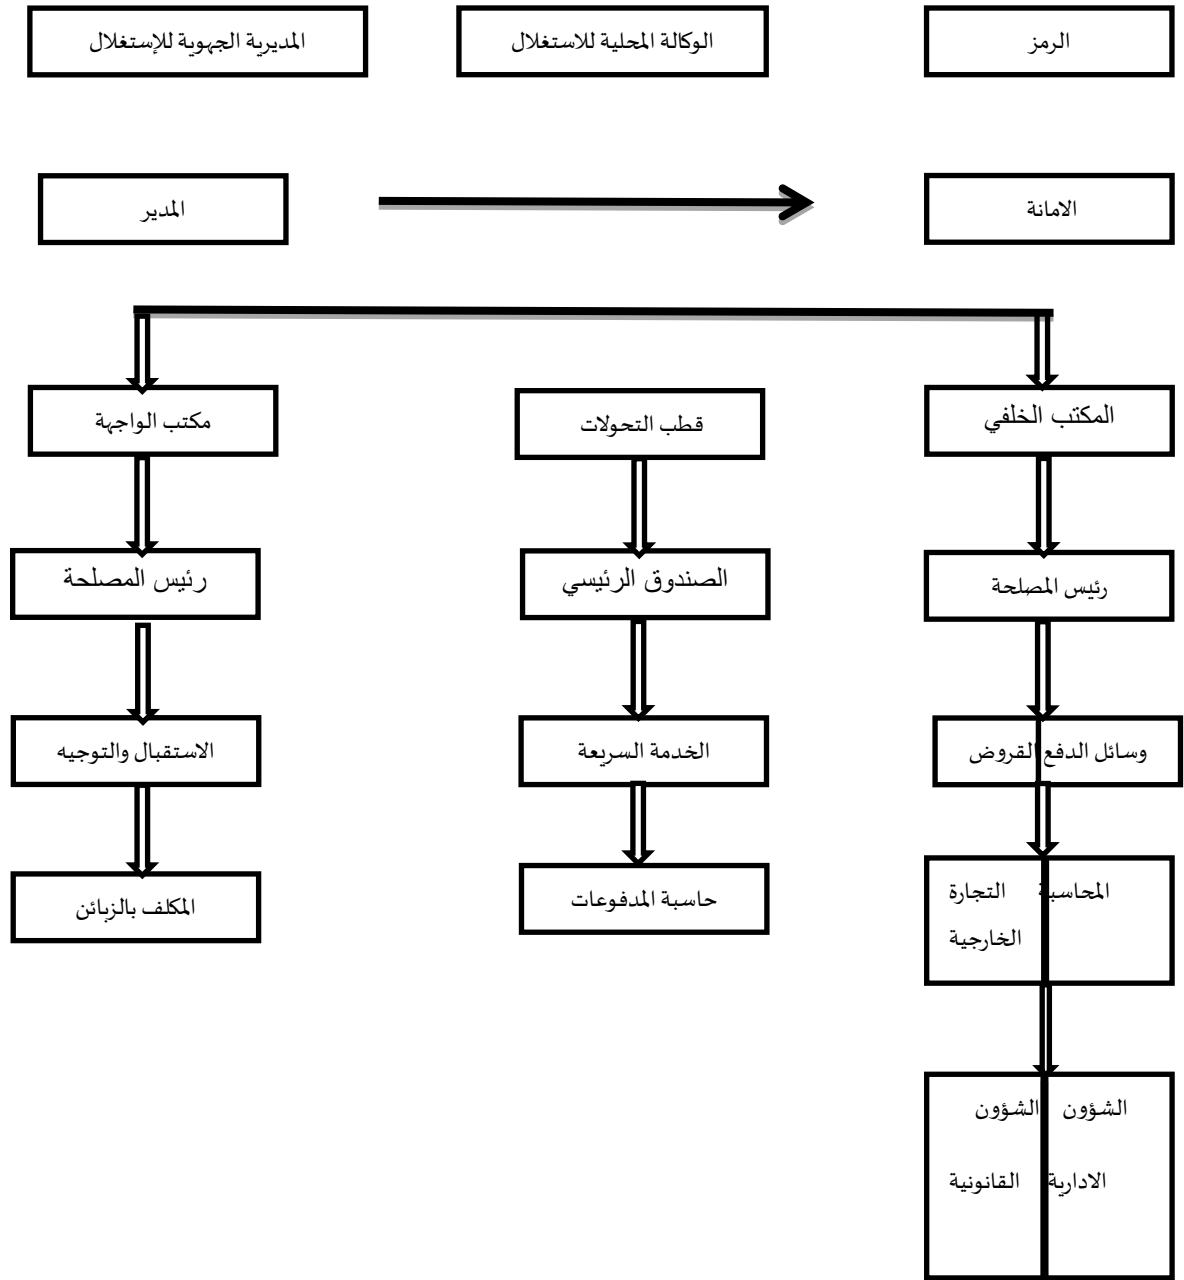 الرمز
الوكالة المحلية للاستغلال
المديرية الجهوية للإستغلال
الامانة
المدير
المكتب الخلفي
قطب التحولات
مكتب الواجهة
رئيس المصلحة
الصندوق الرئيسي
رئيس المصلحة
وسائل الدفع القروض
الخدمة السريعة
الاستقبال والتوجيه
المحاسبة التجارة
الخارجية
حاسبة المدفوعات
المكلف بالزبائن
الشؤون الشؤون
الادارية القانونية